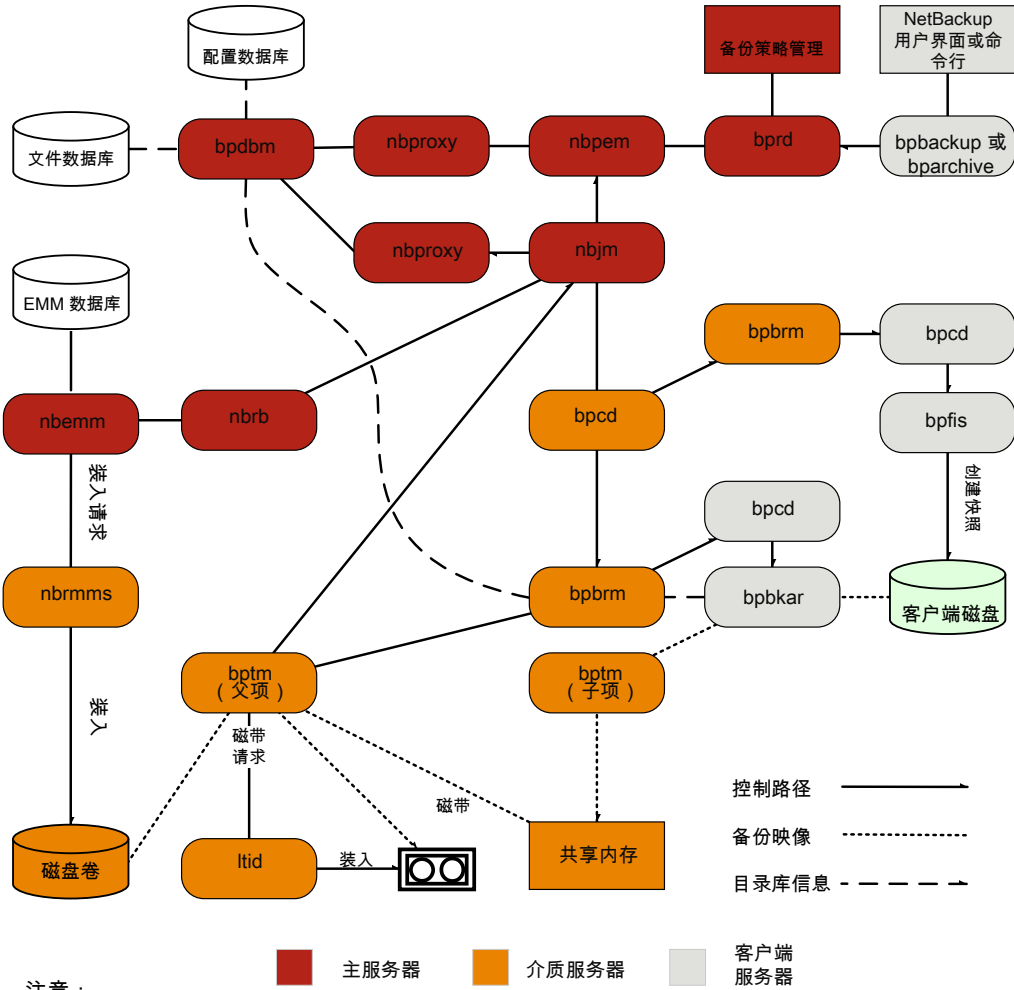 配置数据库
备份策略管理
NetBackup
用户界面或命
令行
文件数据库
bpdbm
nbproxy
nbpem
bprd
bpbackup 或
bparchive
nbproxy
nbjm
EMM 数据库
bpbrm
bpcd
nbemm
nbrb
bpcd
bpfis
装入请求
创建快照
bpcd
nbrmms
bpbrm
bpbkar
客户端磁盘
bptm
（父项）
bptm
（子项）
装入
磁带
请求
磁带
控制路径
备份映像
目录库信息
磁盘卷
ltid
装入
共享内存
主服务器
介质服务器
客户端
服务器
注意：